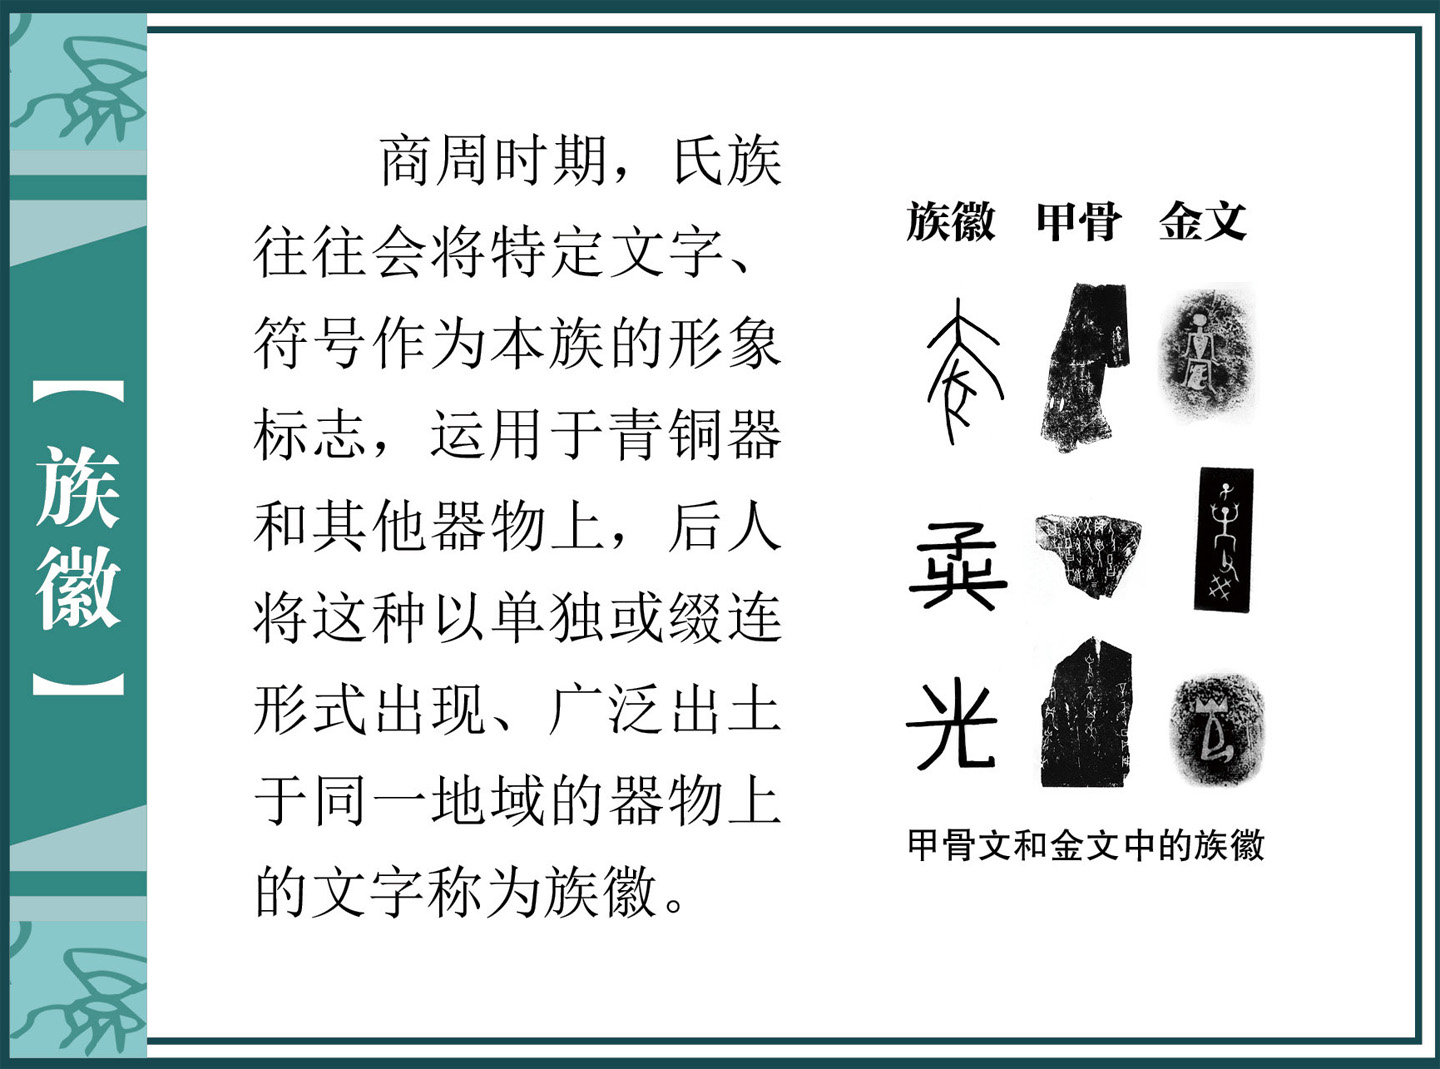 【族徽】
商周时期，氏族
往往会将特定文字、
符号作为本族的形象
标志，运用于青铜器
和其他器物上，后人
将这种以单独或缀连
形式出现、广泛出土
于同一地域的器物上
的文字称为族徽。
族徽 甲骨 金文
光
甲骨文和金文中的族徽